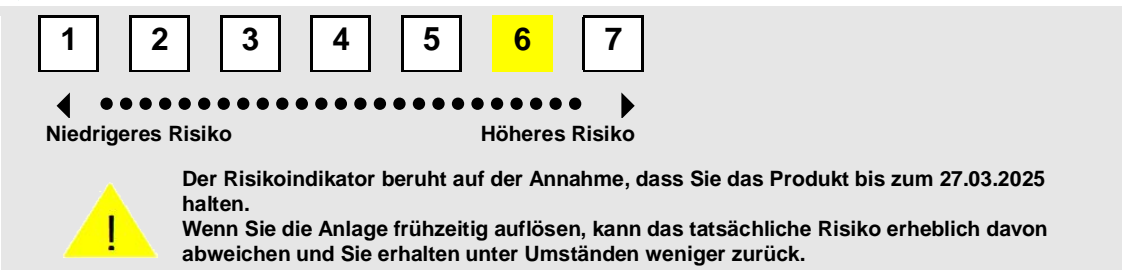 1 2 3 4 5 6 7
Niedrigeres Risiko Höheres Risiko
Der Risikoindikator beruht auf der Annahme, dass Sie das Produkt bis zum 27.03.2025
halten.
Wenn Sie die Anlage frühzeitig auflösen, kann das tatsächliche Risiko erheblich davon
abweichen und Sie erhalten unter Umständen weniger zurück.
!